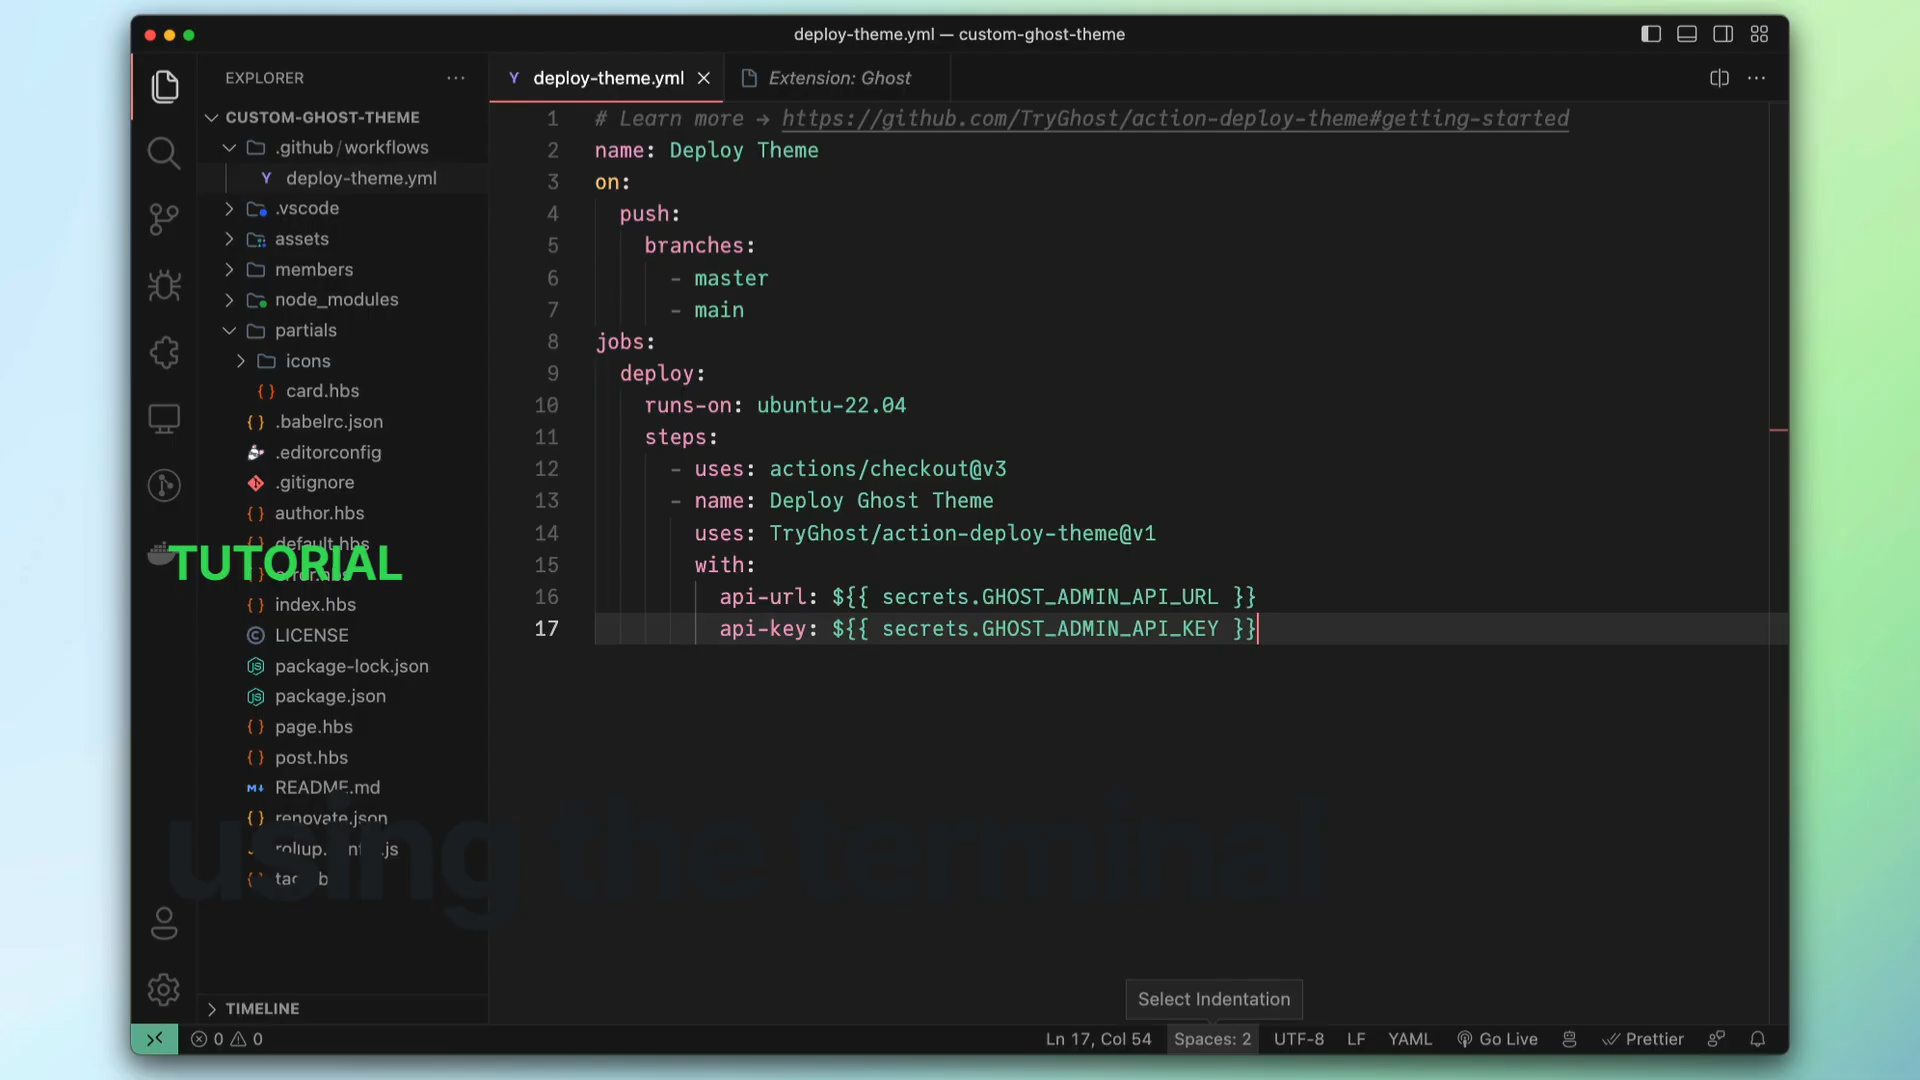 deploy-theme.yml — custom-ghost-theme
EXPLORER
deploy-theme.yml
Extension: Ghost
CUSTOM-GHOST-THEME
.github/workflows
deploy-theme.yml
.vscode
assets
members
node_modules
partials
icons
card.hbs
.babelrc.json
.editorconfig
.gitignore
author.hbs
default.hbs
error.hbs
index.hbs
LICENSE
package-lock.json
package.json
page.hbs
post.hbs
README.md
renovate.json
TIMELINE
1 # Learn more → https://github.com/TryGhost/action-deploy-theme#getting-started
2 name: Deploy Theme
3 on:
4 push:
5 branches:
6 - master
7 - main
8 jobs:
9 deploy:
10 runs-on: ubuntu-22.04
11 steps:
12 - uses: actions/checkout@v3
13 - name: Deploy Ghost Theme
14 uses: TryGhost/action-deploy-theme@v1
15 with:
16 api-url: ${{ secrets.GHOST_ADMIN_API_URL }}
17 api-key: ${{ secrets.GHOST_ADMIN_API_KEY }}
TUTORIAL
using the terminal
Select Indentation
0 0
Ln 17, Col 54
Spaces: 2
UTF-8
LF
YAML
Go Live
Prettier